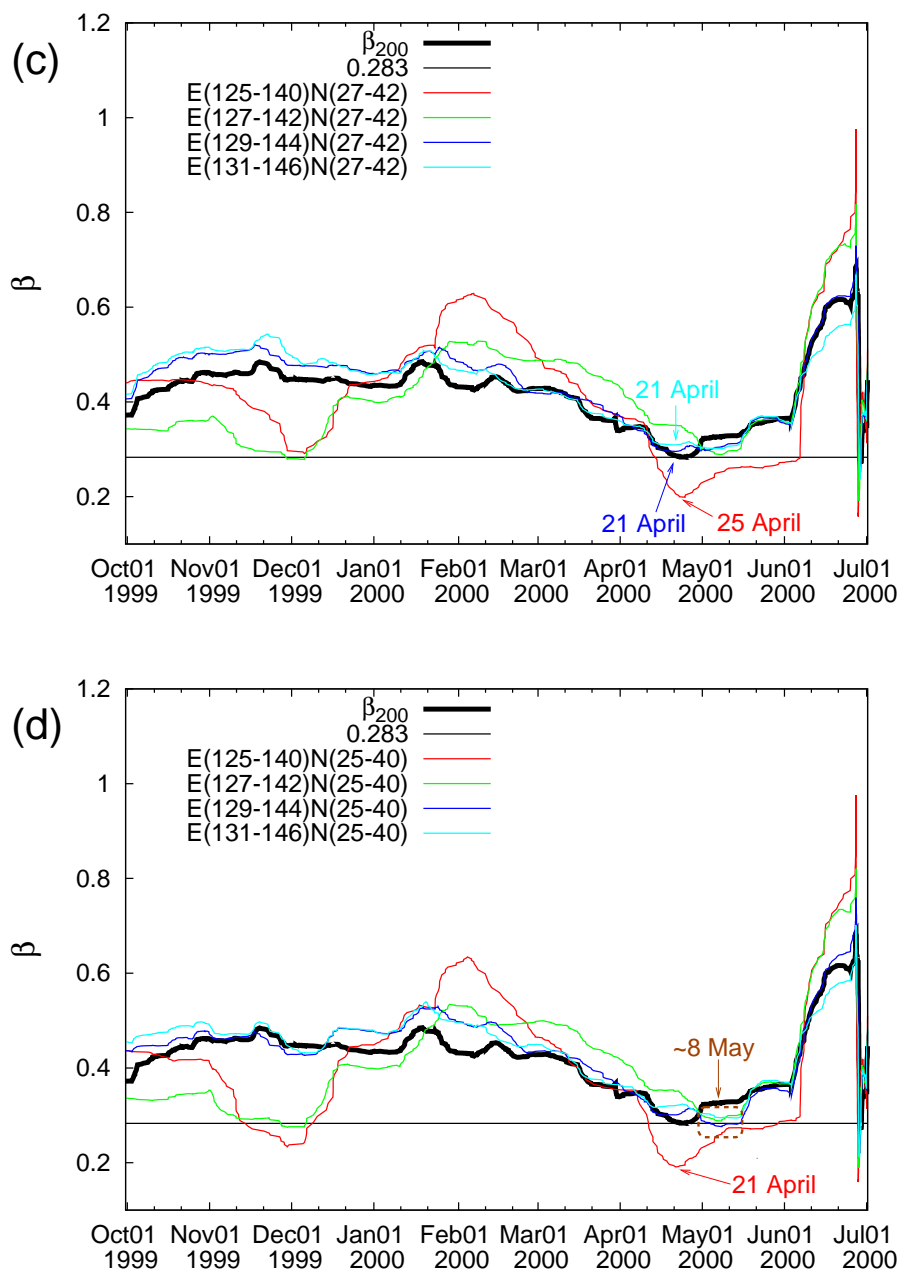 (c)
β200
0.283
E(125-140)N(27-42)
E(127-142)N(27-42)
E(129-144)N(27-42)
E(131-146)N(27-42)
1.2
1
0.8
0.6
0.4
0.2
β
21 April
21 April
25 April
Oct01 Nov01 Dec01 Jan01 Feb01 Mar01 Apr01 May01 Jun01 Jul01
1999 1999 1999 2000 2000 2000 2000 2000 2000 2000
(d)
β200
0.283
E(125-140)N(25-40)
E(127-142)N(25-40)
E(129-144)N(25-40)
E(131-146)N(25-40)
1.2
1
0.8
0.6
0.4
0.2
β
~8 May
21 April
Oct01 Nov01 Dec01 Jan01 Feb01 Mar01 Apr01 May01 Jun01 Jul01
1999 1999 1999 2000 2000 2000 2000 2000 2000 2000